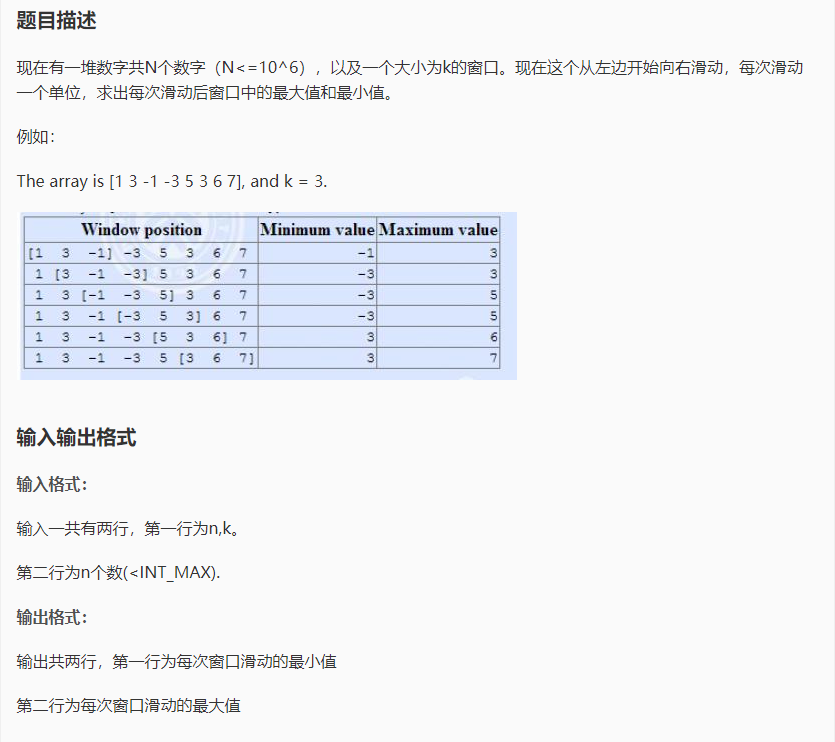 题目描述
现在有一堆数字共N个数字（N<=10^6），以及一个大小为k的窗口。现在这个从左边开始向右滑动，每次滑动
一个单位，求出每次滑动后窗口中的最大值和最小值。
例如：
The array is [1 3 -1 -3 5 3 6 7], and k = 3.
Window position Minimum value Maximum value
[1 3 -1] -3 5 3 6 7 -1 3
1 [3 -1 -3] 5 3 6 7 -3 3
1 3 [-1 -3 5] 3 6 7 -3 5
1 3 -1 [-3 5 3] 6 7 -3 5
1 3 -1 -3 [5 3 6] 7 3 6
1 3 -1 -3 5 [3 6 7] 3 7
输入输出格式
输入格式：
输入一共有两行，第一行为n,k。
第二行为n个数(<INT_MAX).
输出格式：
输出共两行，第一行为每次窗口滑动的最小值
第二行为每次窗口滑动的最大值